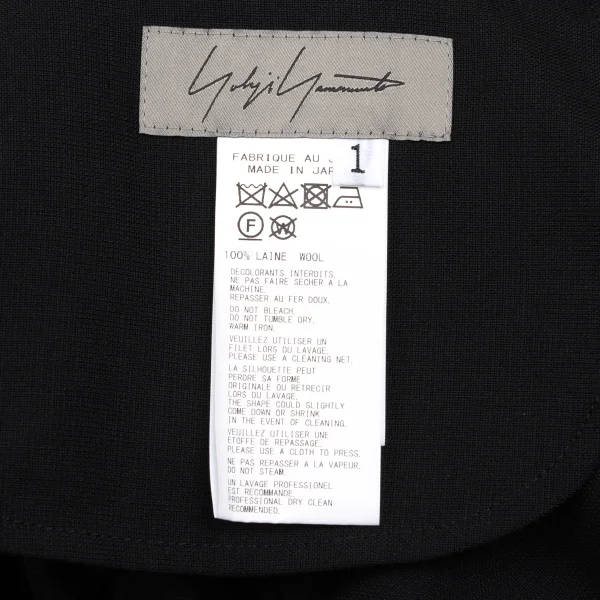 Yohji Yamamoto
1
FABRIQUE AU J
MADE IN JAP
F
W
100% LAINE WOOL
DECOLORANTS INTERDITS.
NE PAS FAIRE SECHER A LA
MACHINE.
REPASSER AU FER DOUX.
DO NOT BLEACH.
DO NOT TUMBLE DRY.
WARM IRON.
VEUILLEZ UTILISER UN
FILET LORS DU LAVAGE.
PLEASE USE A CLEANING NET.
LA SILHOUETTE PEUT
PERDRE SA FORME
ORIGINALE OU RETRECIR
LORS DU LAVAGE.
THE SHAPE COULD SLIGHTLY
COME DOWN OR SHRINK
IN THE EVENT OF CLEANING.
VEUILLEZ UTILISER UNE
ETOFFE DE REPASSAGE.
PLEASE USE A CLOTH TO PRESS.
NE PAS REPASSER A LA VAPEUR.
DO NOT STEAM.
UN LAVAGE PROFESSIONEL
EST RECOMMANDE.
PROFESSIONAL DRY CLEAN
RECOMMENDED.